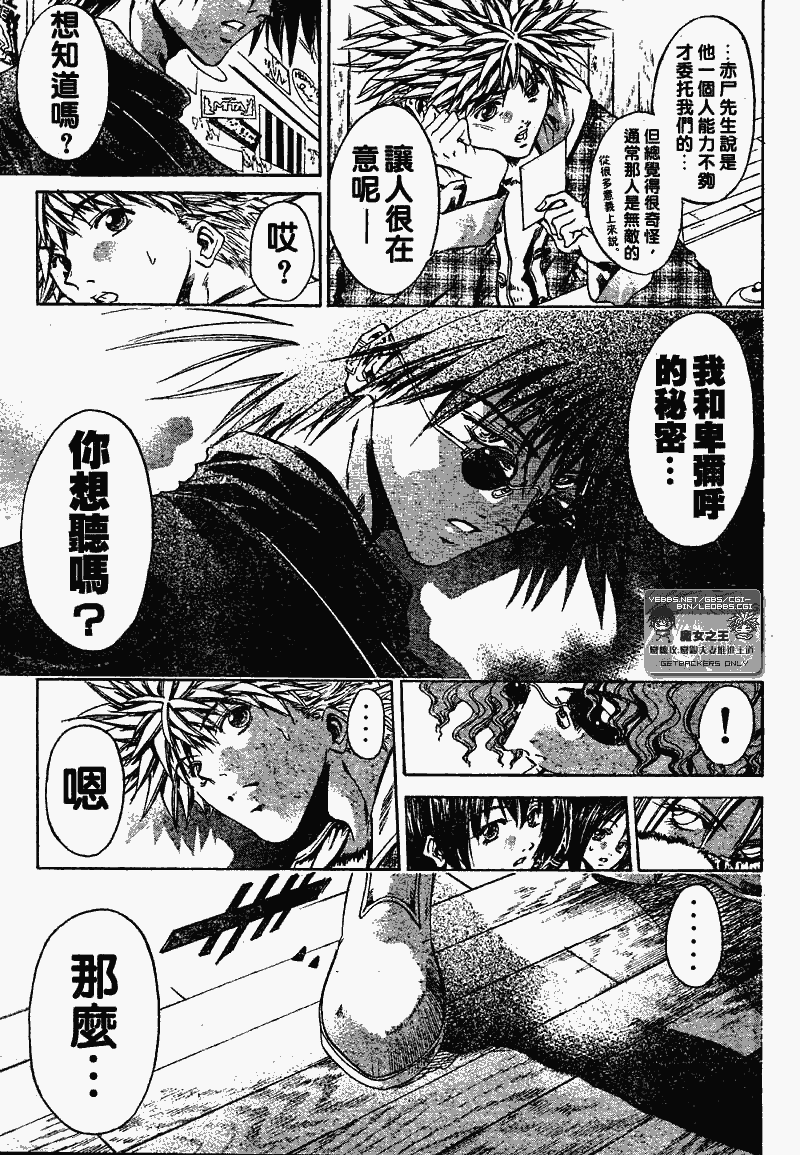 …赤尸先生說是
他一個人能力不夠
才委托我們的…
但總覺得很奇怪，
通常那人是無敵的
從很多意義上來說。
讓人很在
意呢—
想知道嗎？
哎？
我和卑彌呼
的秘密…
你想聽嗎？
YEBBS.NET/GBS/CGI-
BIN/LEOBBS.CGI
魔女之王
GETBACKERS ONLY
！
‥‥
嗯
‥‥‥
那麼…